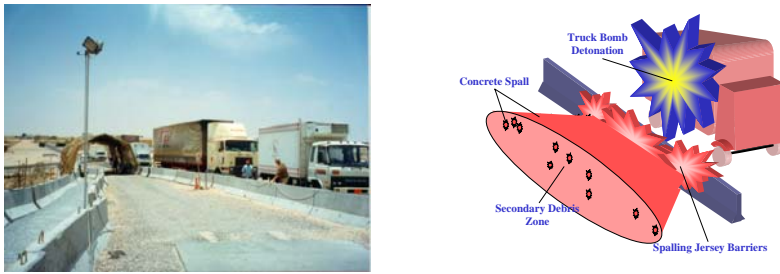 Truck Bomb
Detonation
Concrete Spall
Secondary Debris
Zone
Spalling Jersey Barriers